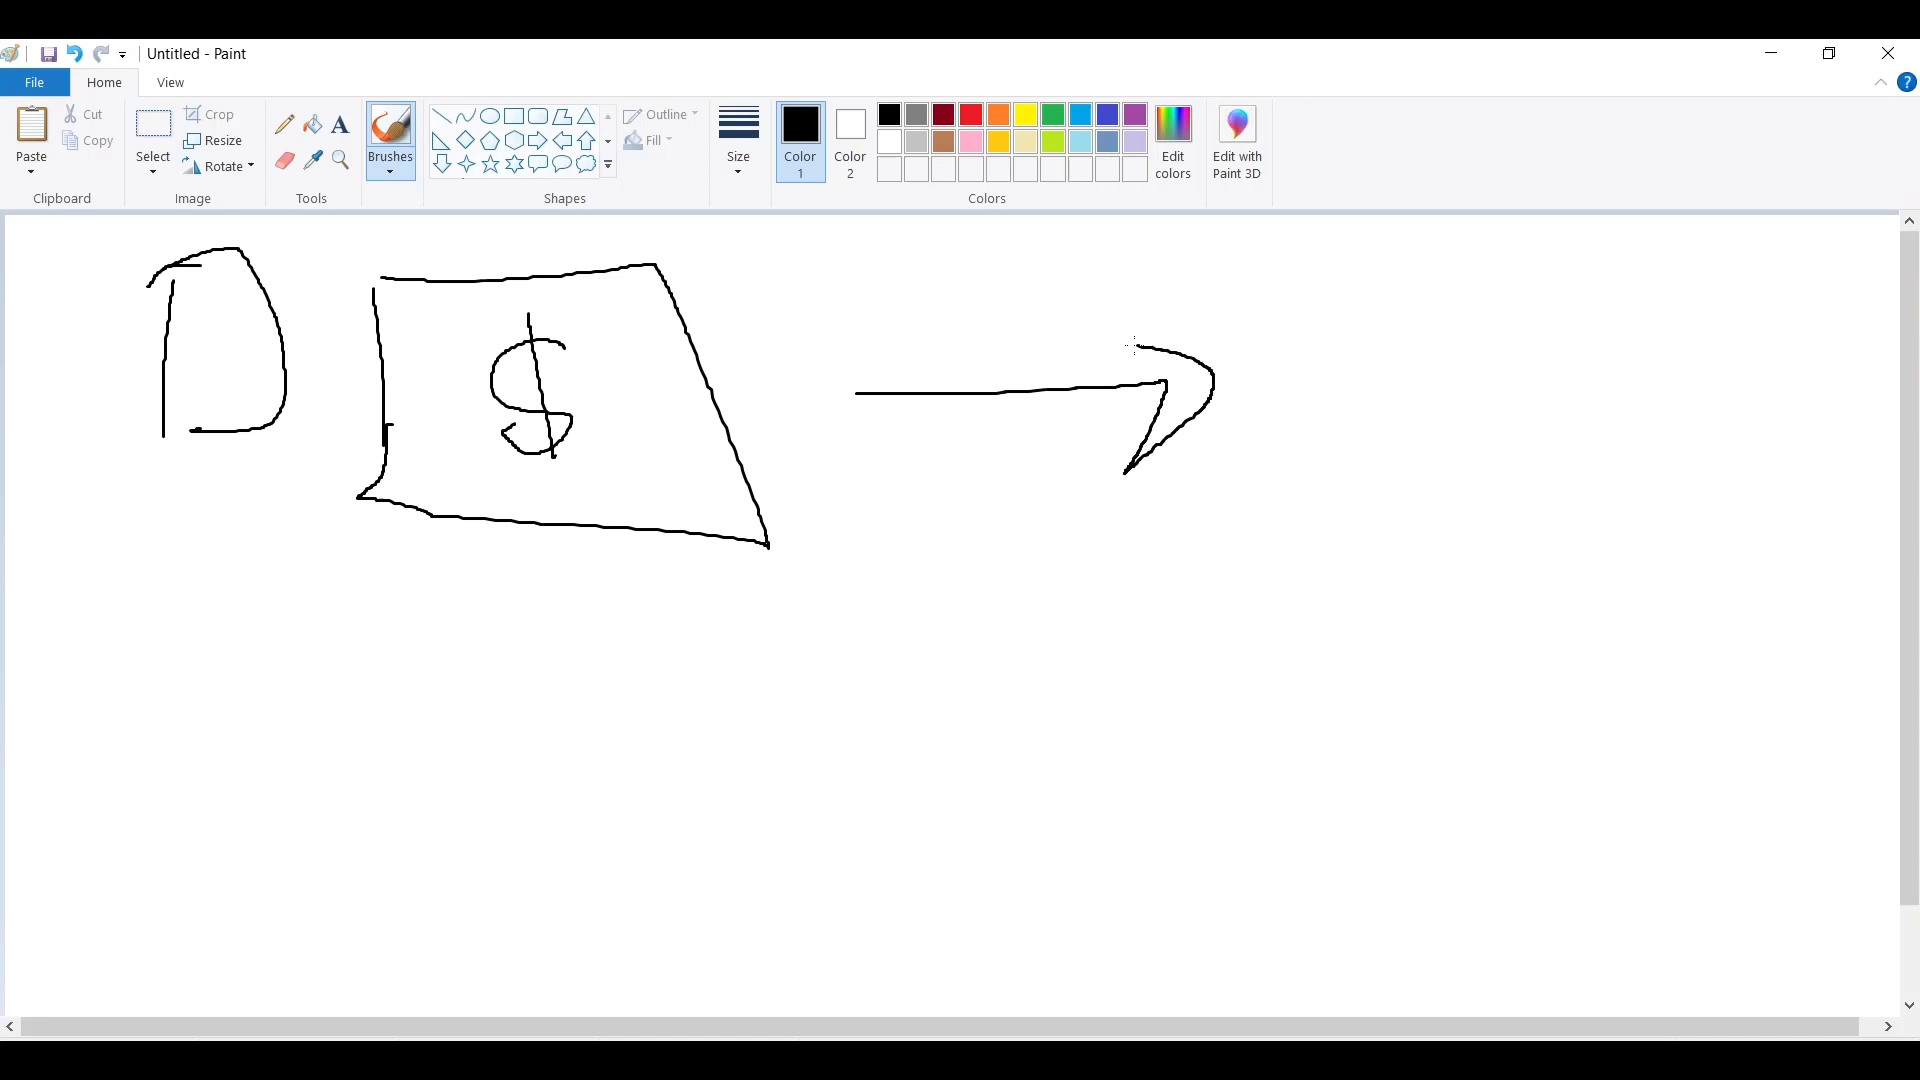 Untitled - Paint
File Home View ?
Cut
Crop
Outline
Copy
Resize
Fill
A
Paste Select Rotate Brushes Size Color 1 Color 2 Edit colors Edit with Paint 3D
Clipboard Image Tools Shapes Colors
D $